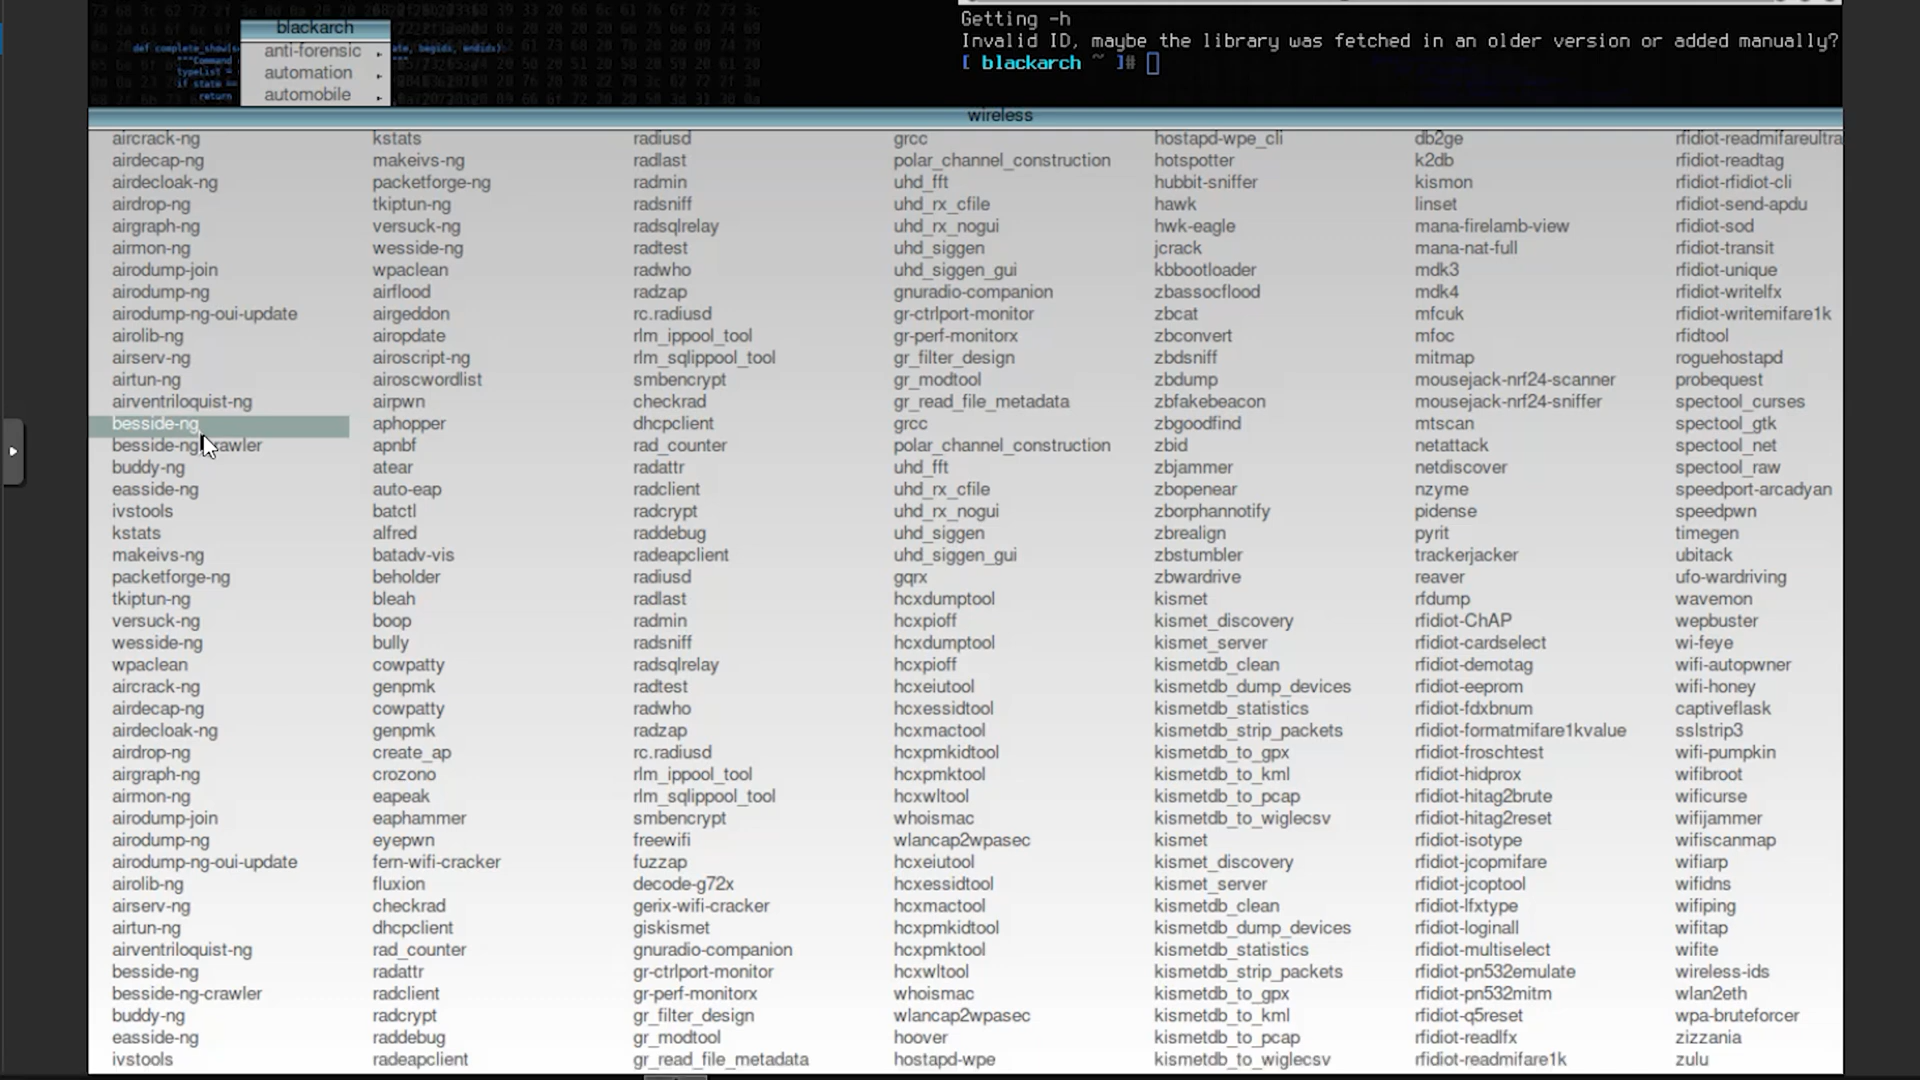 blackarch
anti-forensic
automation
automobile
def complete_show(s
typelist =
if state ==
return
Getting -h
Invalid ID, maybe the library was fetched in an older version or added manually?
[ blackarch ~ ]#
wireless
aircrack-ng
airdecap-ng
airdecloak-ng
airdrop-ng
airgraph-ng
airmon-ng
airodump-join
airodump-ng
airodump-ng-oui-update
airolib-ng
airserv-ng
airtun-ng
airventriloquist-ng
besside-ng
besside-ng awler
buddy-ng
easside-ng
ivstools
kstats
makeivs-ng
packetforge-ng
tkiptun-ng
versuck-ng
wesside-ng
wpaclean
aircrack-ng
airdecap-ng
airdecloak-ng
airdrop-ng
airgraph-ng
airmon-ng
airodump-join
airodump-ng
airodump-ng-oui-update
airolib-ng
airserv-ng
airtun-ng
airventriloquist-ng
besside-ng
besside-ng-crawler
buddy-ng
easside-ng
ivstools
kstats
makeivs-ng
packetforge-ng
tkiptun-ng
versuck-ng
wesside-ng
wpaclean
airflood
airgeddon
airopdate
airoscript-ng
airoscwordlist
airpwn
aphopper
apnbf
atear
auto-eap
batctl
alfred
batadv-vis
beholder
bleah
boop
bully
cowpatty
genpmk
cowpatty
genpmk
create_ap
crozono
eapeak
eaphammer
eyepwn
fern-wifi-cracker
fluxion
checkrad
dhcpclient
rad_counter
radattr
radclient
radcrypt
raddebug
radeapclient
radiusd
radlast
radmin
radsniff
radsqlrelay
radtest
radwho
radzap
rc.radiusd
rlm_ippool_tool
rlm_sqlippool_tool
smbencrypt
checkrad
dhcpclient
rad_counter
radattr
radclient
radcrypt
raddebug
radeapclient
radiusd
radlast
radmin
radsniff
radsqlrelay
radtest
radwho
radzap
rc.radiusd
rlm_ippool_tool
rlm_sqlippool_tool
smbencrypt
freewifi
fuzzap
decode-g72x
gerix-wifi-cracker
giskismet
gnuradio-companion
gr-ctrlport-monitor
gr-perf-monitorx
gr_filter_design
gr_modtool
gr_read_file_metadata
grcc
polar_channel_construction
uhd_fft
uhd_rx_cfile
uhd_rx_nogui
uhd_siggen
uhd_siggen_gui
gnuradio-companion
gr-ctrlport-monitor
gr-perf-monitorx
gr_filter_design
gr_modtool
gr_read_file_metadata
grcc
polar_channel_construction
uhd_fft
uhd_rx_cfile
uhd_rx_nogui
uhd_siggen
uhd_siggen_gui
gqrx
hcxdumptool
hcxpioff
hcxdumptool
hcxpioff
hcxeiutool
hcxessidtool
hcxmactool
hcxpmkidtool
hcxpmktool
hcxwltool
whoismac
wlancap2wpasec
hcxeiutool
hcxessidtool
hcxmactool
hcxpmkidtool
hcxpmktool
hcxwltool
whoismac
wlancap2wpasec
hoover
hostapd-wpe
hostapd-wpe_cli
hotspotter
hubbit-sniffer
hawk
hwk-eagle
jcrack
kbbootloader
zbassocflood
zbcat
zbconvert
zbdsniff
zbdump
zbfakebeacon
zbgoodfind
zbid
zbjammer
zbopenear
zborphannotify
zbrealign
zbstumbler
zbwardrive
kismet
kismet_discovery
kismet_server
kismetdb_clean
kismetdb_dump_devices
kismetdb_statistics
kismetdb_strip_packets
kismetdb_to_gpx
kismetdb_to_kml
kismetdb_to_pcap
kismetdb_to_wiglecsv
kismet
kismet_discovery
kismet_server
kismetdb_clean
kismetdb_dump_devices
kismetdb_statistics
kismetdb_strip_packets
kismetdb_to_gpx
kismetdb_to_kml
kismetdb_to_pcap
kismetdb_to_wiglecsv
db2ge
k2db
kismon
linset
mana-firelamb-view
mana-nat-full
mdk3
mdk4
mfcuk
mfoc
mitmap
mousejack-nrf24-scanner
mousejack-nrf24-sniffer
mtscan
netattack
netdiscover
nzyme
pidense
pyrit
trackerjacker
reaver
rfdump
rfidiot-ChAP
rfidiot-cardselect
rfidiot-demotag
rfidiot-eeprom
rfidiot-fdxbnum
rfidiot-formatmifare1kvalue
rfidiot-froschtest
rfidiot-hidprox
rfidiot-hitag2brute
rfidiot-hitag2reset
rfidiot-isotype
rfidiot-jcopmifare
rfidiot-jcoptool
rfidiot-lfxtype
rfidiot-loginall
rfidiot-multiselect
rfidiot-pn532emulate
rfidiot-pn532mitm
rfidiot-q5reset
rfidiot-readlfx
rfidiot-readmifare1k
rfidiot-readmifareultra
rfidiot-readtag
rfidiot-rfidiot-cli
rfidiot-send-apdu
rfidiot-sod
rfidiot-transit
rfidiot-unique
rfidiot-writelfx
rfidiot-writemifare1k
rfidtool
roguehostapd
probequest
spectool_curses
spectool_gtk
spectool_net
spectool_raw
speedport-arcadyan
speedpwn
timegen
ubitack
ufo-wardriving
wavemon
wepbuster
wi-feye
wifi-autopwner
wifi-honey
captiveflask
sslstrip3
wifi-pumpkin
wifibroot
wificurse
wifijammer
wifiscanmap
wifiarp
wifidns
wifiping
wifitap
wifite
wireless-ids
wlan2eth
wpa-bruteforcer
zizzania
zulu